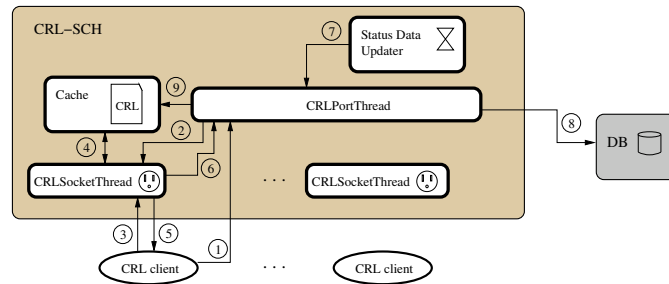 CRL−SCH
7
Status Data
Updater
Cache
CRL
9
CRLPortThread
8
DB
2
4
6
CRLSocketThread
. . .
CRLSocketThread
3
5
1
CRL client
. . .
CRL client